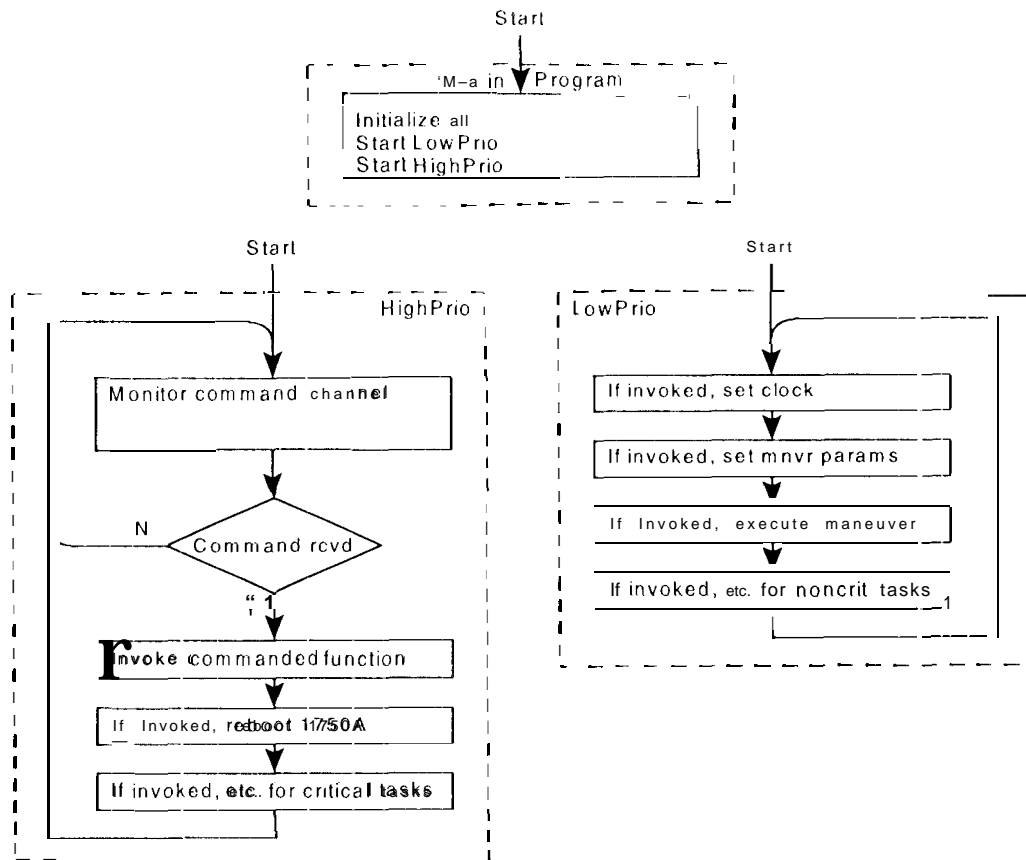 Start
'M–a in Program
Initialize all
Start LowPrio
Start HighPrio
Start
HighPrio
Monitor command channel
N
Command rcvd
Invoke commanded function
If Invoked, reboot 1750A
If invoked, etc. for critical tasks
Start
LowPrio
If invoked, set clock
If invoked, set mnvr params
If Invoked, execute maneuver
If invoked, etc. for noncrit tasks